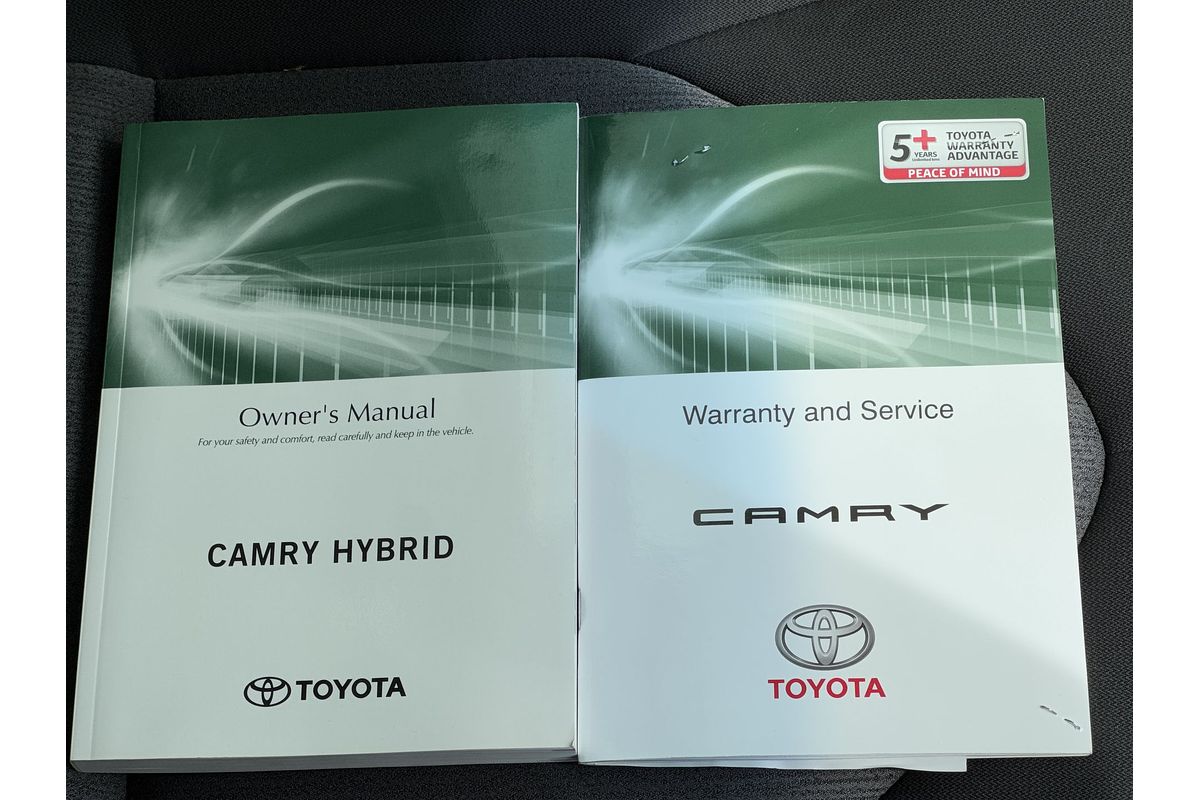 Owner's Manual
For your safety and comfort, read carefully and keep in the vehicle.
CAMRY HYBRID
TOYOTA
5+
YEARS
TOYOTA
WARRANTY
ADVANTAGE
PEACE OF MIND
Warranty and Service
CAMRY
TOYOTA